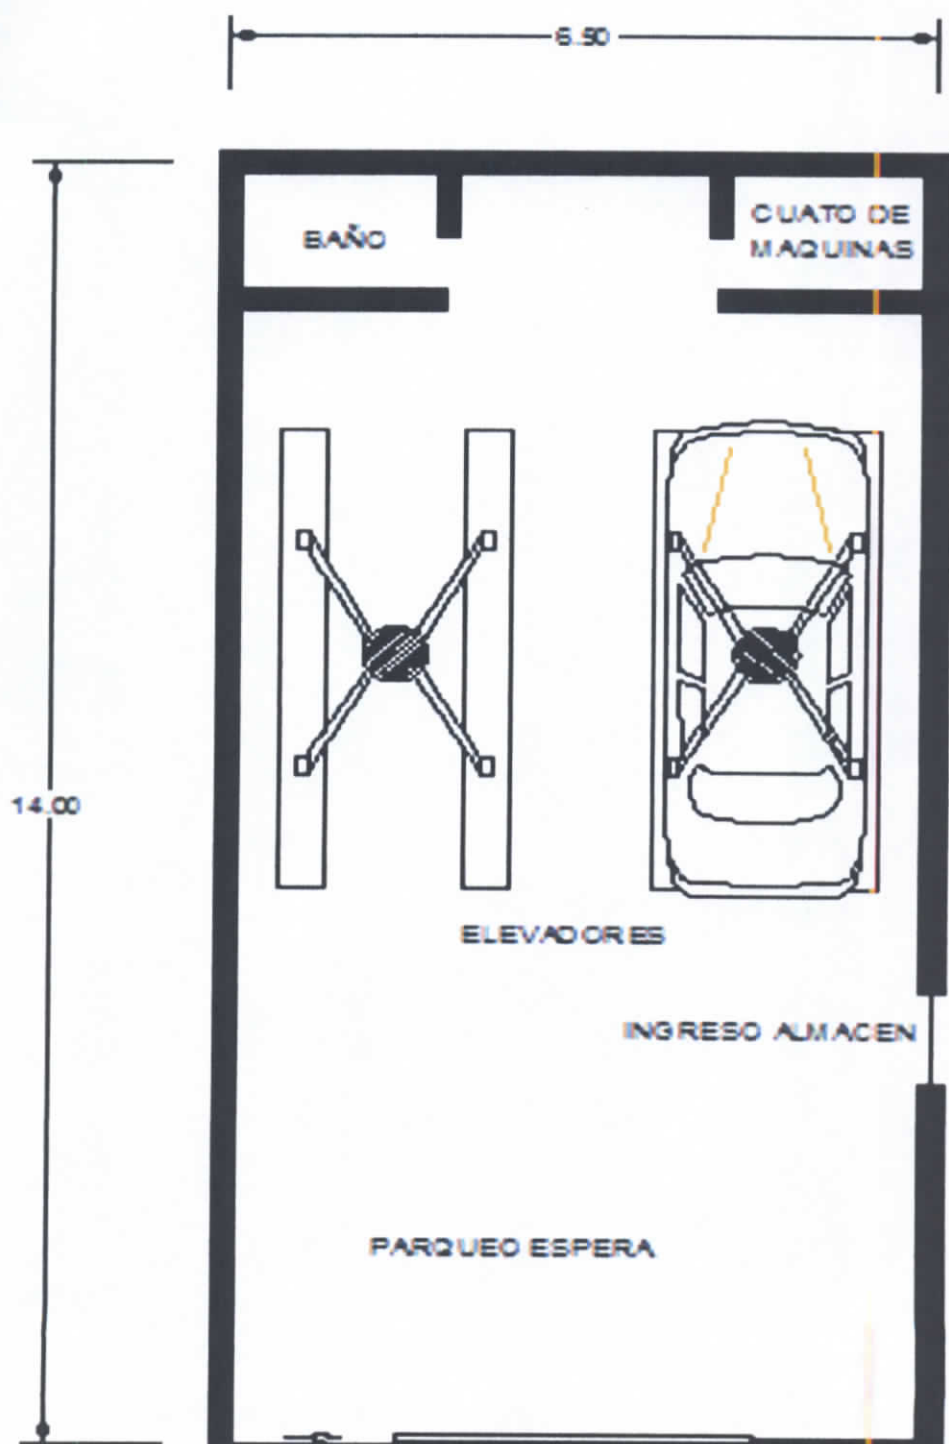 6.50
BAÑO
CUATO DE
MAQUINAS
14.00
ELEVADORES
INGRESO ALMACEN
PARQUEO ESPERA